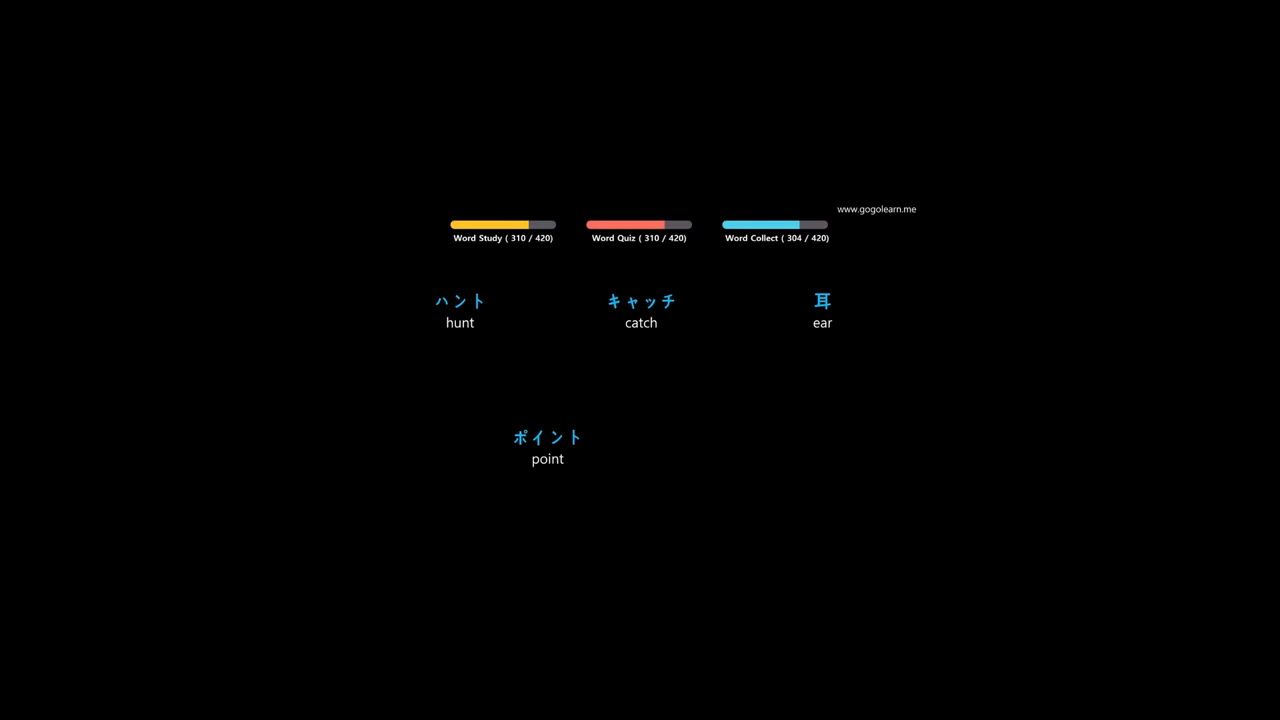 www.gogolearn.me
Word Study ( 310 / 420)
Word Quiz ( 310 / 420)
Word Collect ( 304 / 420)
ハント
hunt
キャッチ
catch
耳
ear
ポイント
point